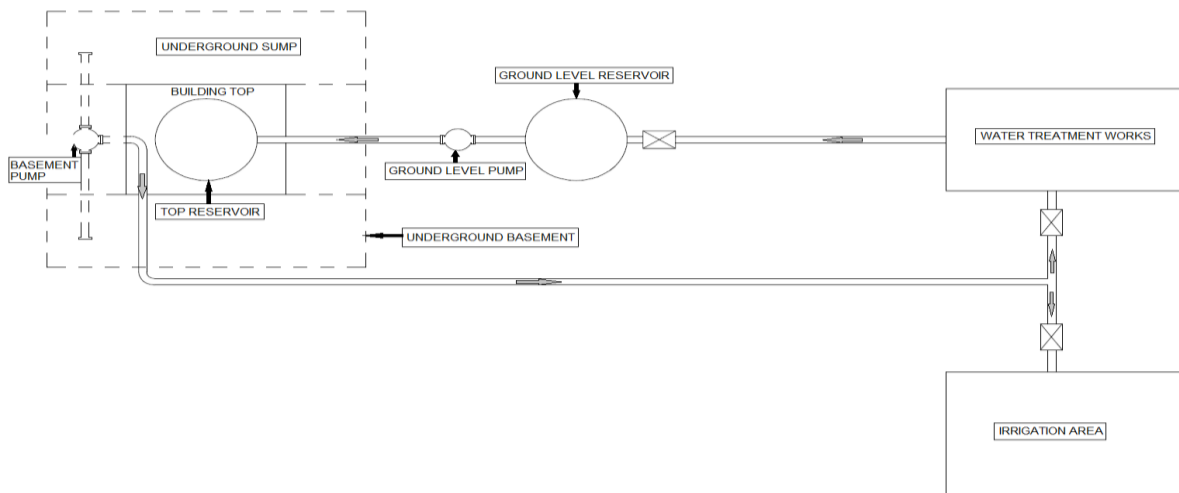 UNDERGROUND SUMP
GROUND LEVEL RESERVOIR
BUILDING TOP
WATER TREATMENT WORKS
BASEMENT
PUMP
GROUND LEVEL PUMP
TOP RESERVOIR
UNDERGROUND BASEMENT
IRRIGATION AREA